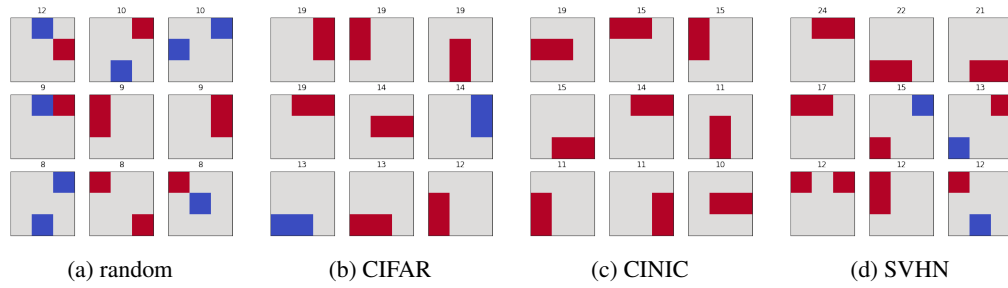 12 10 10 19 19 19 19 15 15 24 22 21
9 9 9 19 14 14 15 14 11 17 15 13
8 8 8 13 13 12 11 11 10 12 12 12
(a) random (b) CIFAR (c) CINIC (d) SVHN